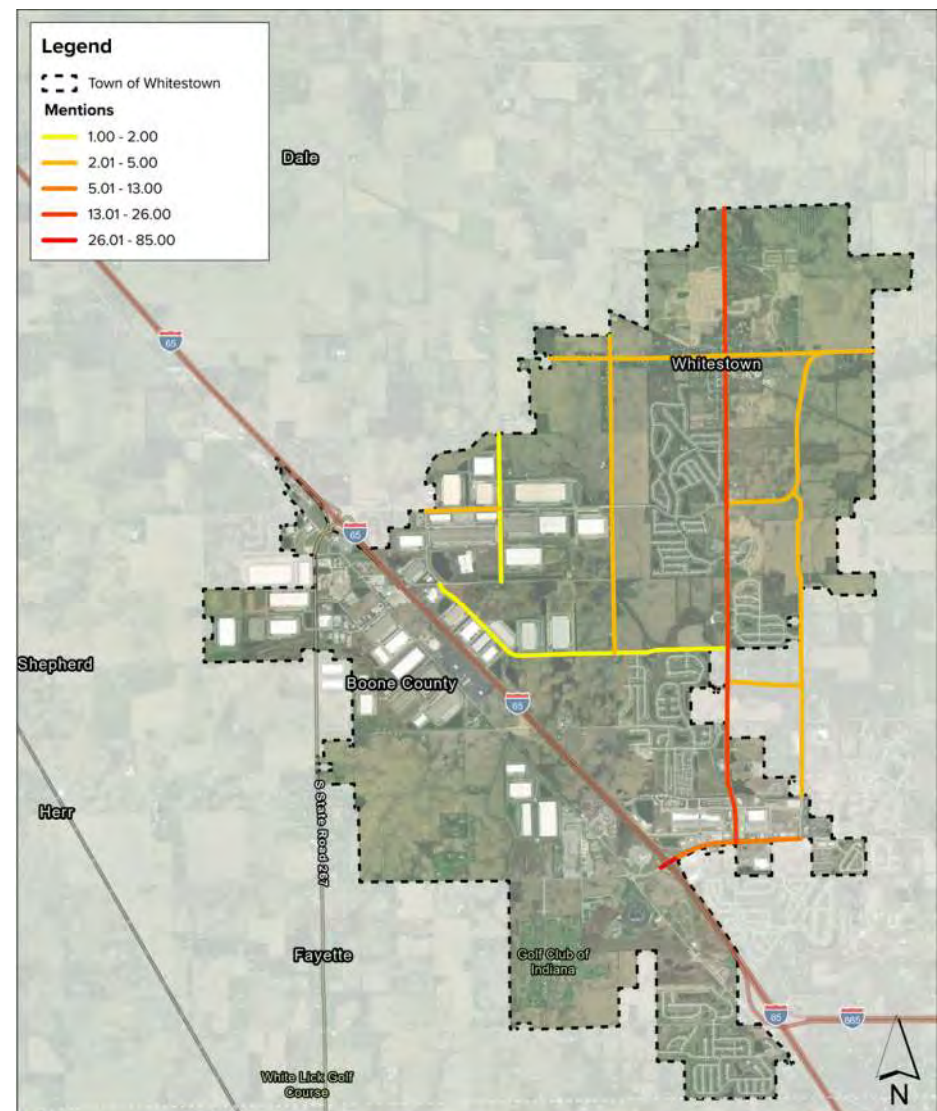 Legend
Town of Whitestown
Mentions
1.00 - 2.00
2.01 - 5.00
5.01 - 13.00
13.01 - 26.00
26.01 - 85.00
Dale
65
Whitestown
65
Shepherd
Boone County
65
Herr
S State Road 267
Fayette
Golf Club of
Indiana
65
865
White Lick Golf
Course
N